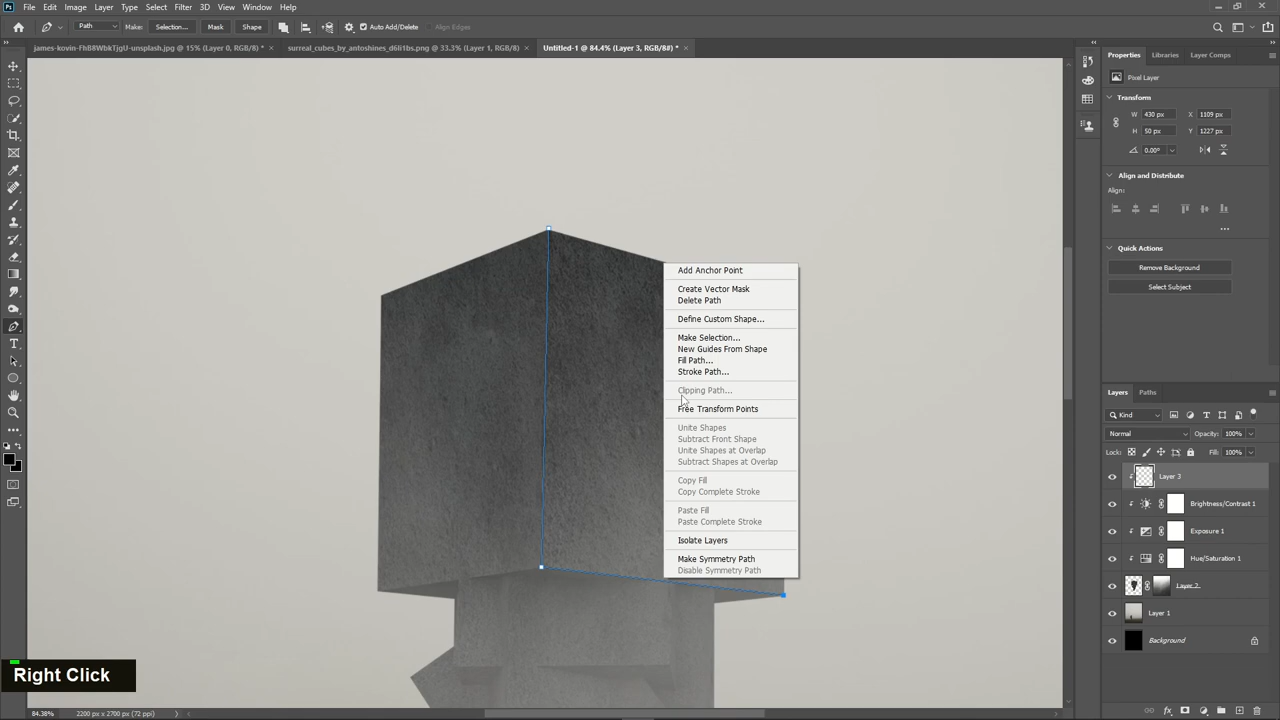 File Edit Image Layer Type Select Filter 3D View Window Help
Path Make: Selection... Mask Shape Auto Add/Delete Align Edges
james-kovin-FhB8WbkTjgU-unsplash.jpg @ 15% (Layer 0, RGB/8) * ×
surreal_cubes_by_antoshines_d6li1bs.png @ 33.3% (Layer 1, RGB/8) ×
Untitled-1 @ 84.4% (Layer 3, RGB/8#) * ×
Properties Libraries Layer Comps
Pixel Layer
Transform
W 430 px X 1109 px
H 50 px Y 1227 px
0.00°
Align and Distribute
Align:
Quick Actions
Remove Background
Select Subject
Add Anchor Point
Create Vector Mask
Delete Path
Define Custom Shape...
Make Selection...
New Guides From Shape
Fill Path...
Stroke Path...
Clipping Path...
Free Transform Points
Unite Shapes
Subtract Front Shape
Unite Shapes at Overlap
Subtract Shapes at Overlap
Copy Fill
Copy Complete Stroke
Paste Fill
Paste Complete Stroke
Isolate Layers
Make Symmetry Path
Disable Symmetry Path
Layers Paths
Kind
Normal Opacity: 100%
Lock: Fill: 100%
Layer 3
Brightness/Contrast 1
Exposure 1
Hue/Saturation 1
Layer 2
Layer 1
Background
Right Click
84.38% 2200 px x 2700 px (72 ppi)